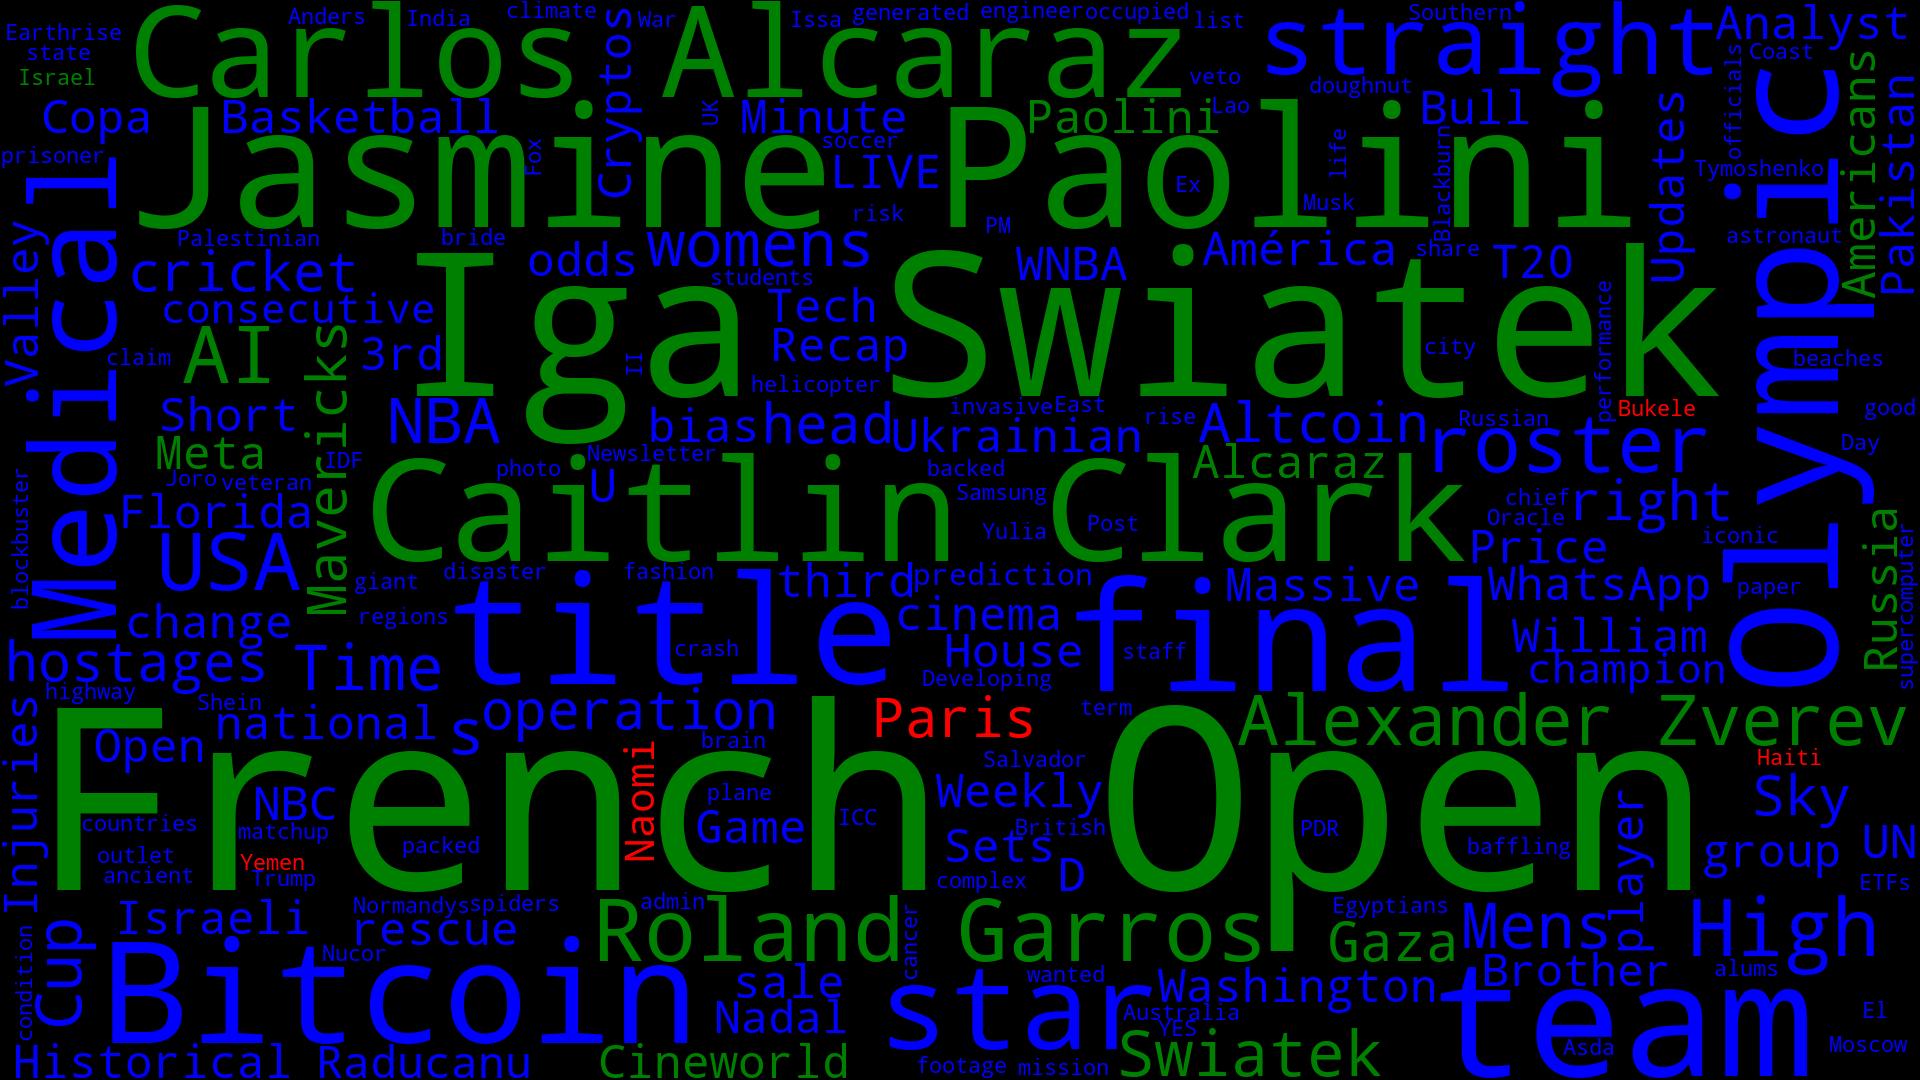 Earthrise
state
Israel
Carlos Alcaraz
Anders
India
climate
Cryptos
War
UK
Issa
generated
engineer
occupied
list
veto
straight
Southern
doughnut
Analyst
Coast
officials
Americans
Pakistan
Copa
Basketball
Minute
Paolini
Lao
Bull
prisoner
Jasmine Paolini
Fox
soccer
LIVE
risk
Ex
life
Musk
Blackburn
Updates
Tymoshenko
Olympic
Medical
Valley
Palestinian
bride
PM
cricket
odds
womens
students
WNBA
América
share
T20
astronaut
consecutive
Iga Swiatek
Tech
Recap
AI
Mavericks
3rd
claim
II
helicopter
city
performance
beaches
Short
NBA
bias
head
invasive
East
rise
Altcoin
Russian
Bukele
good
Meta
IDF
Ukrainian
roster
Day
Joro
veteran
photo
Newsletter
U
backed
Alcaraz
Samsung
Caitlin Clark
Yulia
Post
chief
Oracle
right
blockbuster
Florida
USA
Price
iconic
Russia
supercomputer
giant
disaster
fashion
third
prediction
Massive
WhatsApp
paper
change
regions
title
cinema
final
William
hostages
Time
crash
House
staff
champion
highway
Developing
Injuries
Shein
national
s
operation
Paris
term
Alexander Zverev
Open
French Open
Naomi
brain
Salvador
Haiti
NBC
plane
Weekly
Sky
countries
matchup
packed
Game
ICC
Sets
British
PDR
baffling
player
group
UN
outlet
Yemen
ancient
Trump
complex
D
ETFs
Israeli
Normandys
spiders
admin
Roland Garros
Egyptians
Mens
High
Cup
rescue
cancer
Gaza
condition
Bitcoin
Nucor
sale
wanted
Washington
Brother
alums
Nadal
star
Australia
YES
team
El
Historical
Raducanu
Cineworld
footage
mission
Swiatek
Asda
Moscow